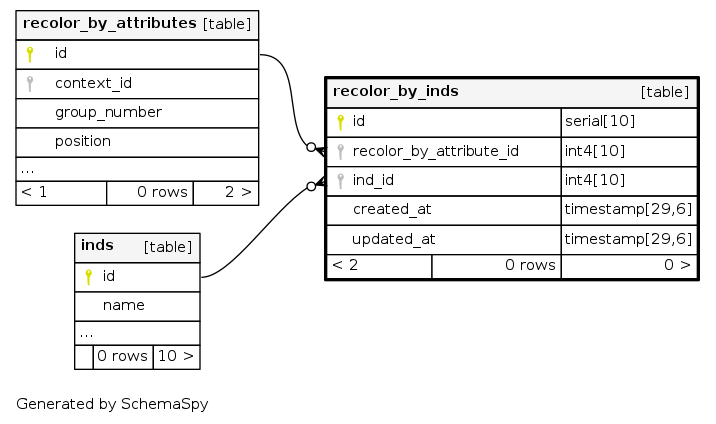 recolor_by_attributes [table]
id
context_id
group_number
position
...
< 1 0 rows 2 >
recolor_by_inds [table]
id serial[10]
recolor_by_attribute_id int4[10]
ind_id int4[10]
created_at timestamp[29,6]
updated_at timestamp[29,6]
< 2 0 rows 0 >
inds [table]
id
name
...
0 rows 10 >
Generated by SchemaSpy